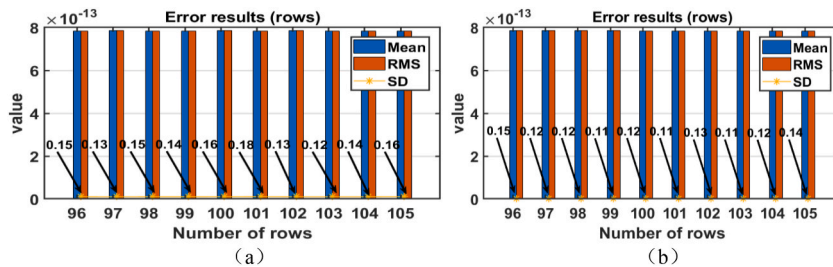 ×10⁻¹³ Error results (rows)
8
6
4
2
0
value
Mean
RMS
SD
0.15 0.13 0.15 0.14 0.16 0.18 0.13 0.12 0.14 0.16
96 97 98 99 100 101 102 103 104 105
Number of rows
(a)
×10⁻¹³ Error results (rows)
8
6
4
2
0
value
Mean
RMS
SD
0.15 0.12 0.12 0.11 0.12 0.11 0.13 0.11 0.12 0.14
96 97 98 99 100 101 102 103 104 105
Number of rows
(b)